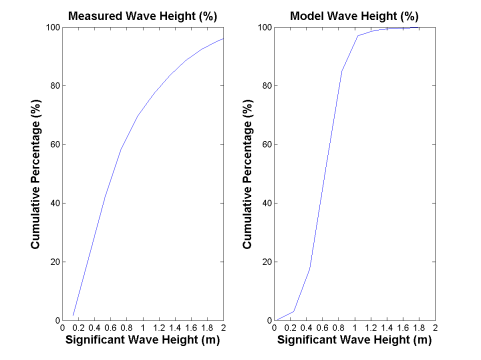 Measured Wave Height (%)
Cumulative Percentage (%)
100
80
60
40
20
0
0 0.2 0.4 0.6 0.8 1 1.2 1.4 1.6 1.8 2
Significant Wave Height (m)
Model Wave Height (%)
Cumulative Percentage (%)
100
80
60
40
20
0
0 0.2 0.4 0.6 0.8 1 1.2 1.4 1.6 1.8 2
Significant Wave Height (m)